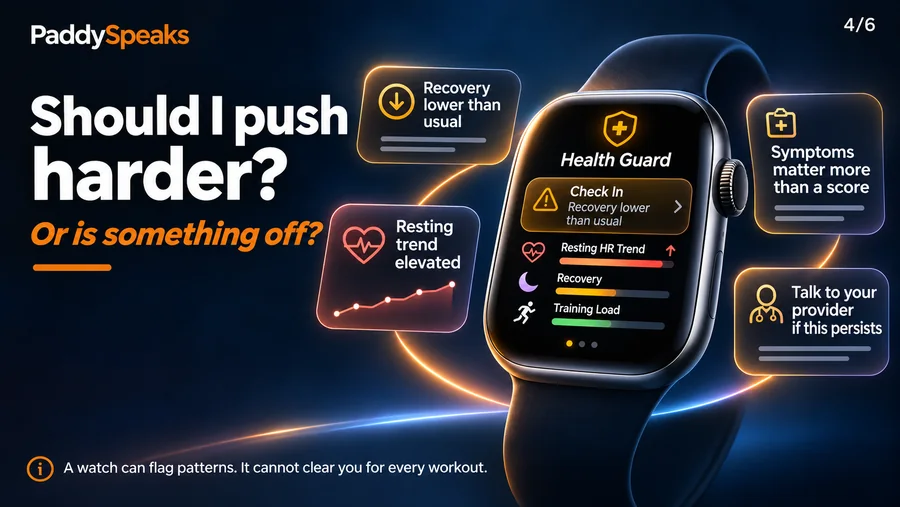 PaddySpeaks
4/6
Should I push
harder?
Or is something off?
Recovery
lower than
usual
Resting
trend
elevated
Health Guard
Check In
Recovery lower
than usual
Resting HR Trend
Recovery
Training Load
Symptoms
matter more
than a score
Talk to your
provider
if this persists
A watch can flag patterns. It cannot clear you for every workout.